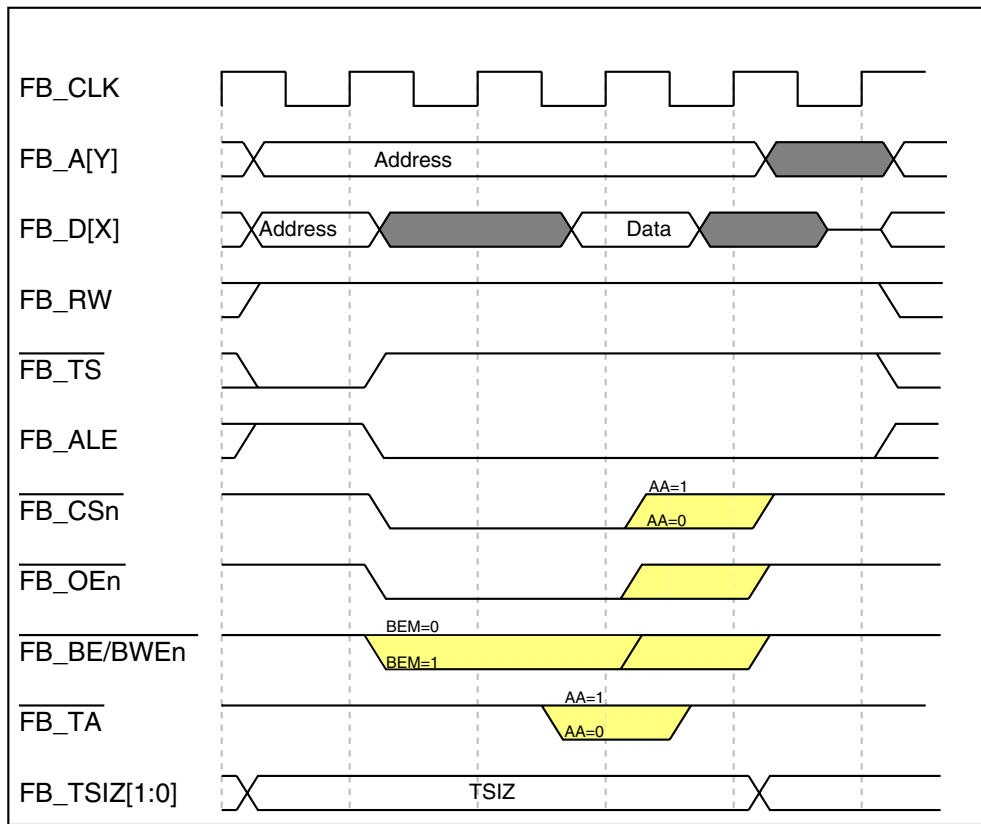 FB_CLK
FB_A[Y]
Address
FB_D[X]
Address
Data
FB_RW
FB_TS
FB_ALE
FB_CSn
AA=1
AA=0
FB_OEn
FB_BE/BWEn
BEM=0
BEM=1
FB_TA
AA=1
AA=0
FB_TSIZ[1:0]
TSIZ